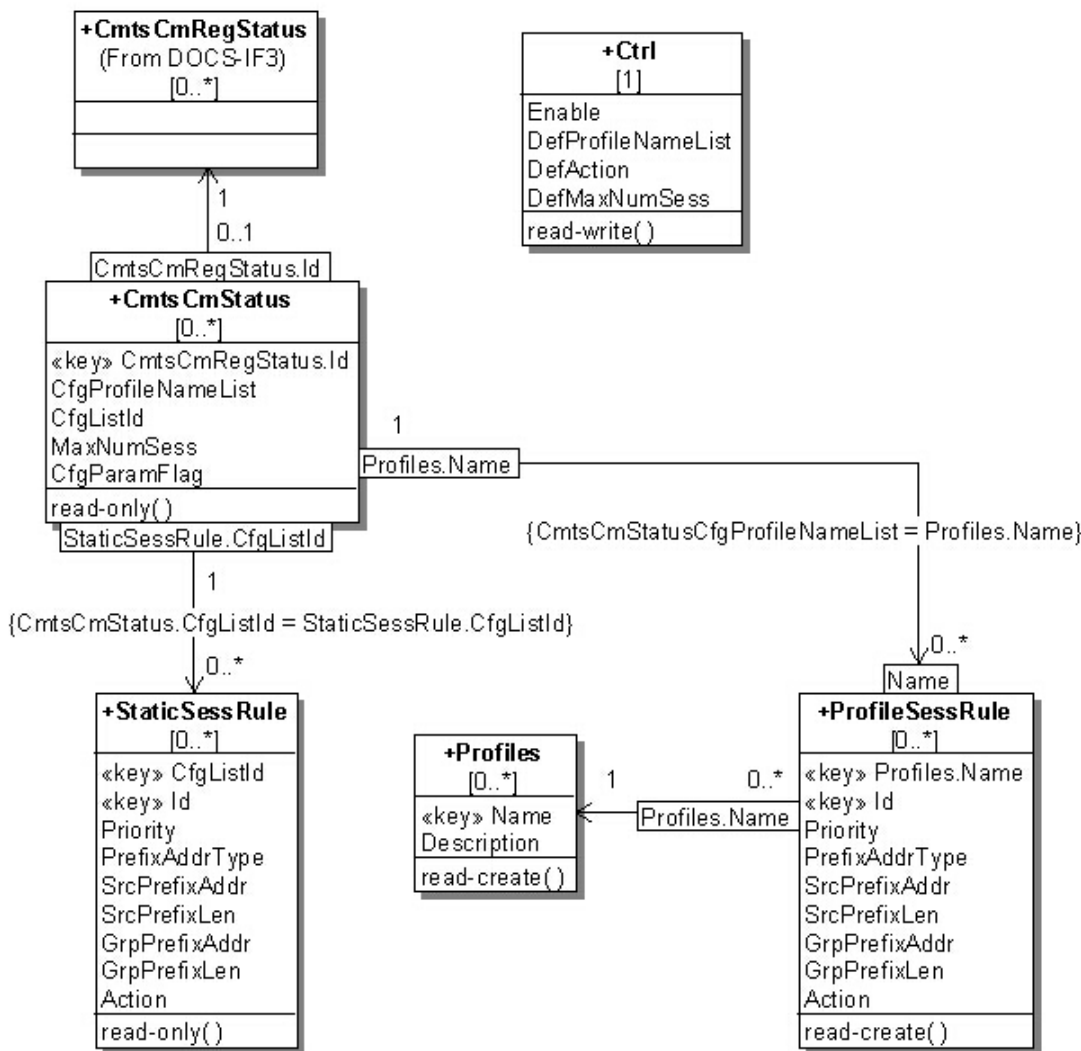 +CmtsCmRegStatus
(From DOCS-IF3)
[0..*]
+Ctrl
[1]
Enable
DefProfileNameList
DefAction
DefMaxNumSess
read-write()
1
0..1
CmtsCmRegStatus.Id
+CmtsCmStatus
[0..*]
«key» CmtsCmRegStatus.Id
CfgProfileNameList
CfgListId
MaxNumSess
CfgParamFlag
read-only()
StaticSessRule.CfgListId
1
Profiles.Name
{CmtsCmStatusCfgProfileNameList = Profiles.Name}
1
{CmtsCmStatus.CfgListId = StaticSessRule.CfgListId}
0..*
0..*
Name
+StaticSessRule
[0..*]
«key» CfgListId
«key» Id
Priority
PrefixAddrType
SrcPrefixAddr
SrcPrefixLen
GrpPrefixAddr
GrpPrefixLen
Action
read-only()
+Profiles
[0..*]
«key» Name
Description
read-create()
1
0..*
Profiles.Name
+ProfileSessRule
[0..*]
«key» Profiles.Name
«key» Id
Priority
PrefixAddrType
SrcPrefixAddr
SrcPrefixLen
GrpPrefixAddr
GrpPrefixLen
Action
read-create()